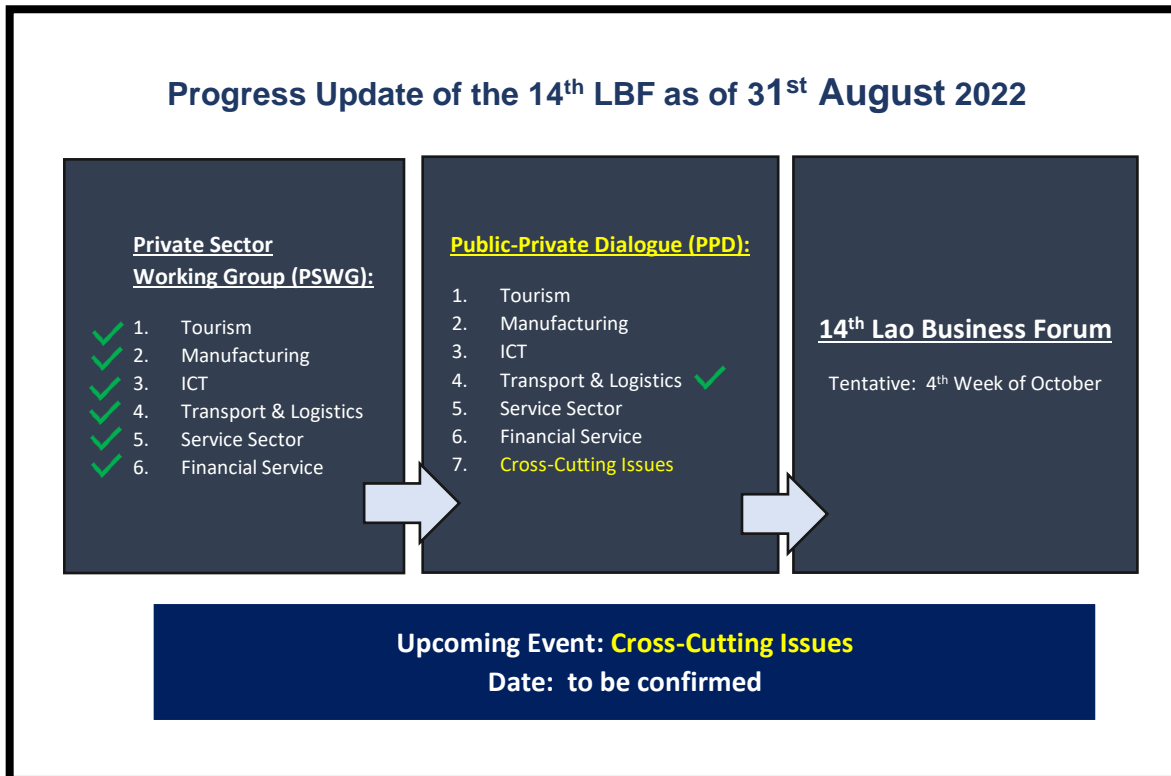 Progress Update of the 14th LBF as of 31st August 2022
Private Sector
Working Group (PSWG):
1. Tourism
2. Manufacturing
3. ICT
4. Transport & Logistics
5. Service Sector
6. Financial Service
Public-Private Dialogue (PPD):
1. Tourism
2. Manufacturing
3. ICT
4. Transport & Logistics
5. Service Sector
6. Financial Service
7. Cross-Cutting Issues
14th Lao Business Forum
Tentative: 4th Week of October
Upcoming Event: Cross-Cutting Issues
Date: to be confirmed